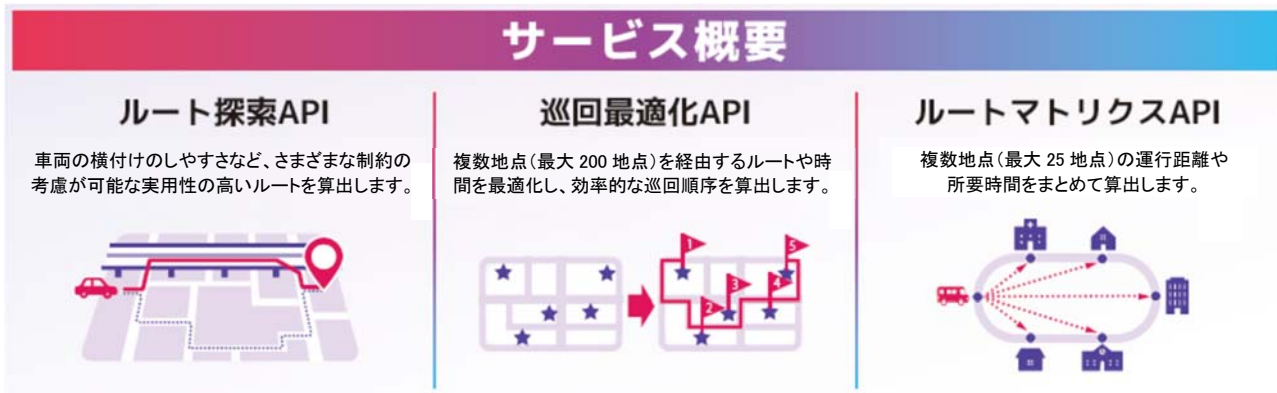 サービス概要
ルート探索API
車両の横付けのしやすさなど、さまざまな制約の
考慮が可能な実用性の高いルートを算出します。
巡回最適化API
複数地点(最大 200 地点)を経由するルートや時
間を最適化し、効率的な巡回順序を算出します。
1
2
3
4
5
ルートマトリクスAPI
複数地点(最大 25 地点)の運行距離や
所要時間をまとめて算出します。